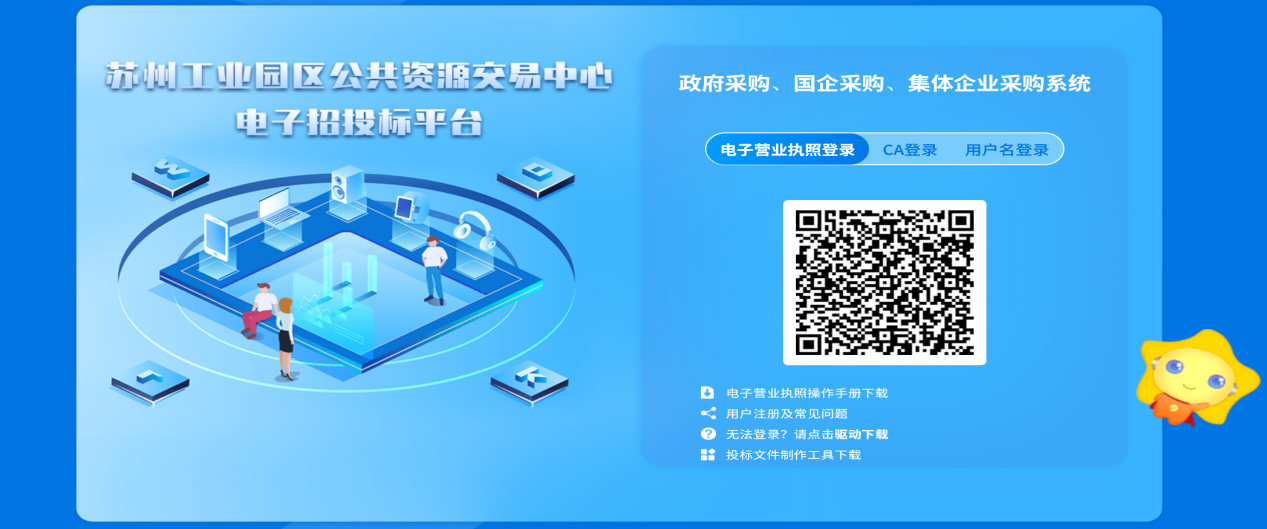 苏州工业园区公共资源交易中心
电子招投标平台
政府采购、国企采购、集体企业采购系统
电子营业执照登录 CA登录 用户名登录
电子营业执照操作手册下载
用户注册及常见问题
无法登录？请点击驱动下载
投标文件制作工具下载
W
O
L
K